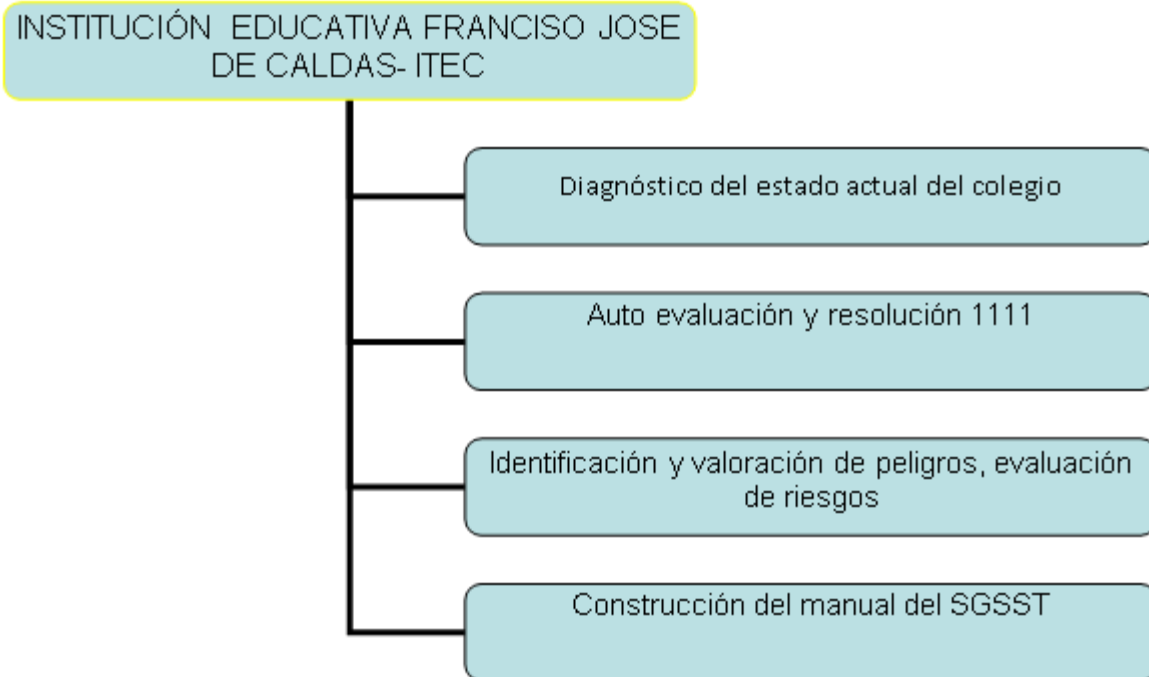 INSTITUCIÓN EDUCATIVA FRANCISO JOSE
DE CALDAS- ITEC
Diagnóstico del estado actual del colegio
Auto evaluación y resolución 1111
Identificación y valoración de peligros, evaluación
de riesgos
Construcción del manual del SGSST